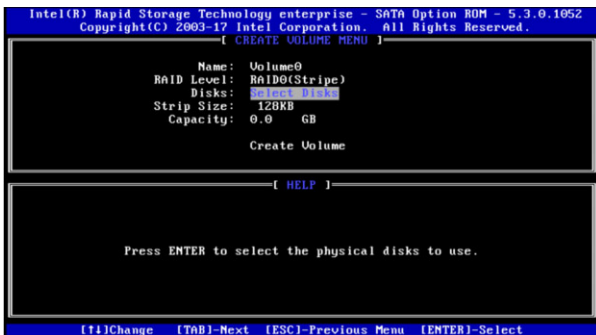 Intel(R) Rapid Storage Technology enterprise - SATA Option ROM - 5.3.0.1052
Copyright(C) 2003-17 Intel Corporation. All Rights Reserved.
[ CREATE VOLUME MENU ]
Name: Volume0
RAID Level: RAID0(Stripe)
Disks: Select Disks
Strip Size: 128KB
Capacity: 0.0 GB
Create Volume
[ HELP ]
Press ENTER to select the physical disks to use.
[↑↓]Change [TAB]-Next [ESC]-Previous Menu [ENTER]-Select